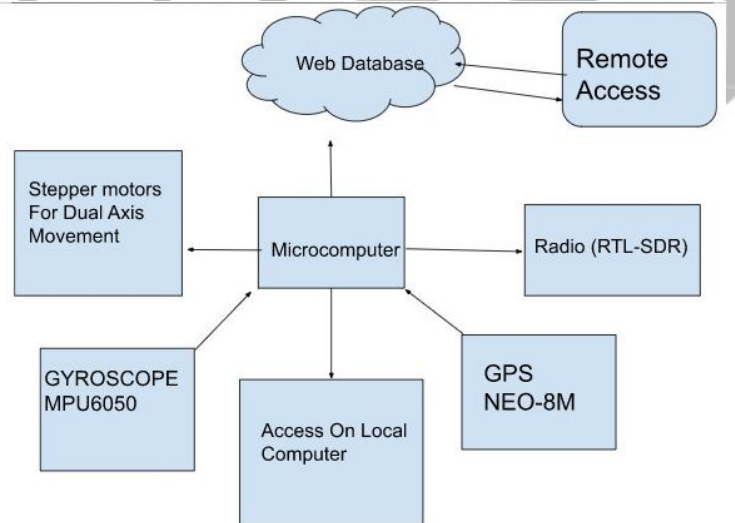 Web Database
Remote
Access
Stepper motors
For Dual Axis
Movement
Microcomputer
Radio (RTL-SDR)
GYROSCOPE
MPU6050
Access On Local
Computer
GPS
NEO-8M